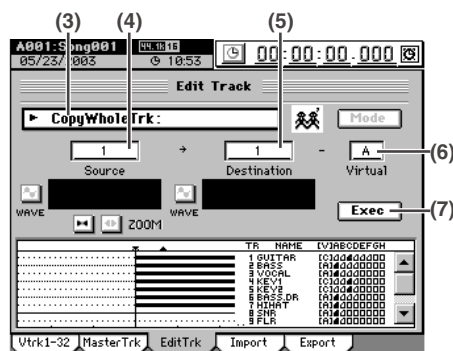 (3) (4) (5)
A001:Song001 44.1k 16
05/23/2003 10:53 00:00:00.000
Edit Track
CopyWholeTrk: Mode
1 → 1 - A (6)
Source Destination Virtual
WAVE WAVE Exec (7)
ZOOM
TR NAME [V]ABCDEFGH
1 GUITAR
2 BASS
3 VOCAL
4 KEY1
5 KEY2
6 BASS.DR
7 HIHAT
8 SNR
9 FLR
Vtrk1-32 MasterTrk EditTrk Import Export